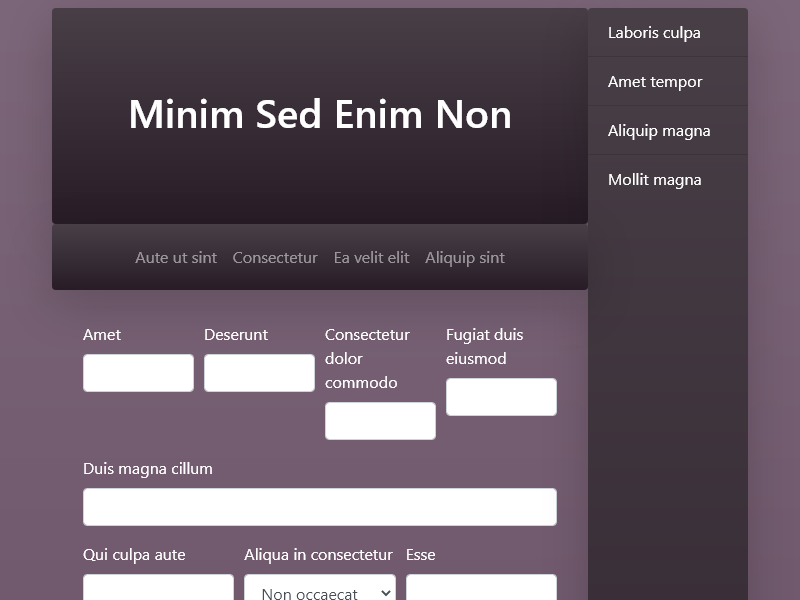 Minim Sed Enim Non
Aute ut sint Consectetur Ea velit elit Aliquip sint
Laboris culpa
Amet tempor
Aliquip magna
Mollit magna
Amet
Deserunt
Consectetur
dolor
commodo
Fugiat duis
eiusmod
Duis magna cillum
Qui culpa aute
Aliqua in consectetur
Non occaecat
Esse